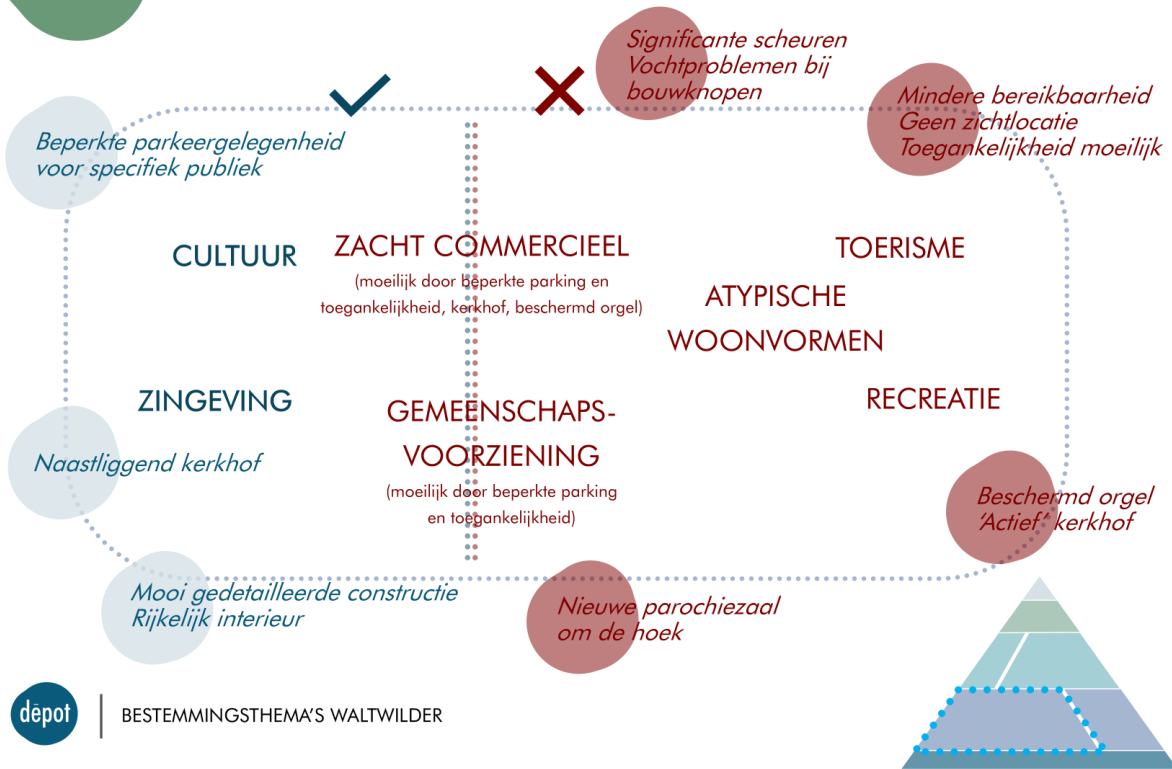 Significante scheuren
Vochtproblemen bij
bouwknopen
Mindere bereikbaarheid
Geen zichtlocatie
Toegankelijkheid moeilijk
Beperkte parkeergelegenheid
voor specifiek publiek
CULTUUR
ZACHT COMMERCIEEL
(moeilijk door beperkte parking en
toegankelijkheid, kerkhof, beschermd orgel)
TOERISME
ATYPISCHE
WOONVORMEN
ZINGEVING
GEMEENSCHAPS-
VOORZIENING
(moeilijk door beperkte parking
en toegankelijkheid)
RECREATIE
Naastliggend kerkhof
Beschermd orgel
‘Actief’ kerkhof
Mooi gedetailleerde constructie
Rijkelijk interieur
Nieuwe parochiezaal
om de hoek
depot
BESTEMMINGSTHEMA’S WALTWILDER